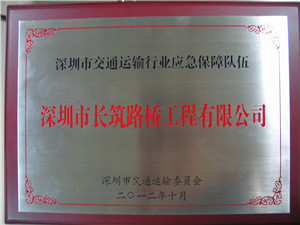 深圳市交通运输行业应急保障队伍
深圳市长筑路桥工程有限公司
深圳市交通运输委员会
二〇一二年十月